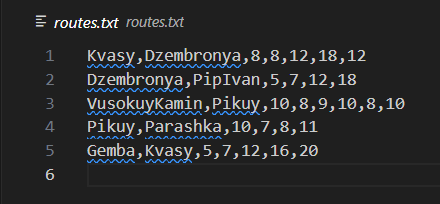 routes.txt routes.txt
1 Kvasy,Dzembronya,8,8,12,18,12
2 Dzembronya,PipIvan,5,7,12,18
3 VusokuyKamin,Pikuy,10,8,9,10,8,10
4 Pikuy,Parashka,10,7,8,11
5 Gemba,Kvasy,5,7,12,16,20
6